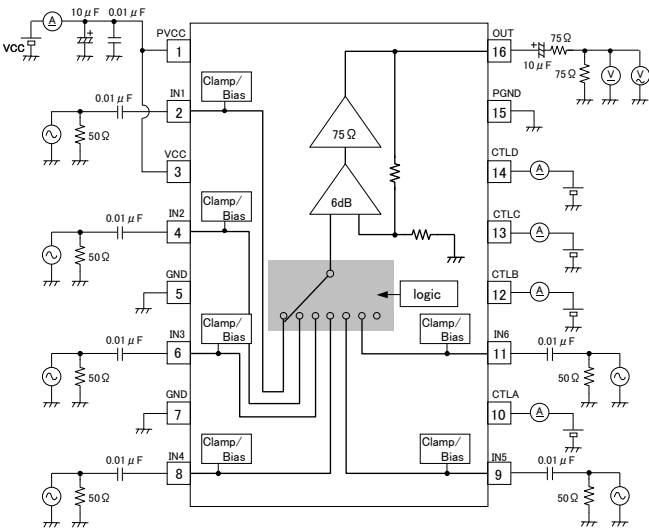 10μF 0.01μF
A
VCC
+
PVCC
1
Clamp/
Bias
0.01μF
IN1
2
50Ω
VCC
3
Clamp/
Bias
0.01μF
IN2
4
50Ω
GND
5
Clamp/
Bias
0.01μF
IN3
6
50Ω
GND
7
Clamp/
Bias
0.01μF
IN4
8
50Ω
75Ω
6dB
logic
OUT
16
+
10μF
75Ω
75Ω
V
V
PGND
15
CTLD
14
A
CTLC
13
A
CTLB
12
A
Clamp/
Bias
IN6
11
0.01μF
50Ω
CTLA
10
A
Clamp/
Bias
IN5
9
0.01μF
50Ω